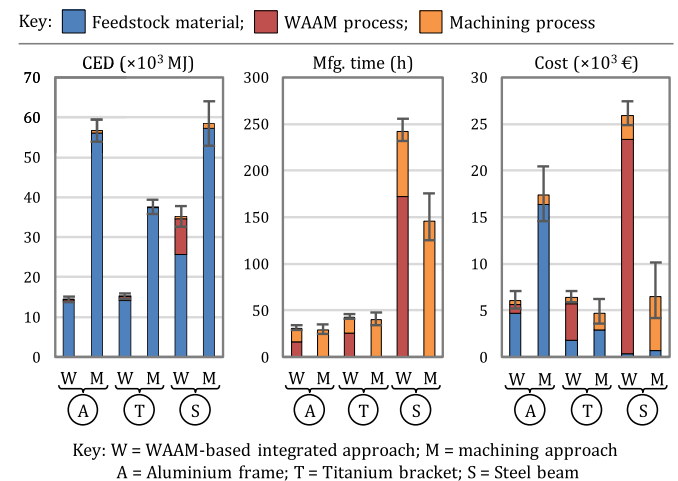 Key: Feedstock material; WAAM process; Machining process
CED (×10³ MJ) Mfg. time (h) Cost (×10³ €)
70 300 30
60 250 25
50 200 20
40 150 15
30 100 10
20 50 5
10 0 0
0
W M W M W M W M W M W M W M W M W M
A T S A T S A T S
Key: W = WAAM-based integrated approach; M = machining approach
A = Aluminium frame; T = Titanium bracket; S = Steel beam